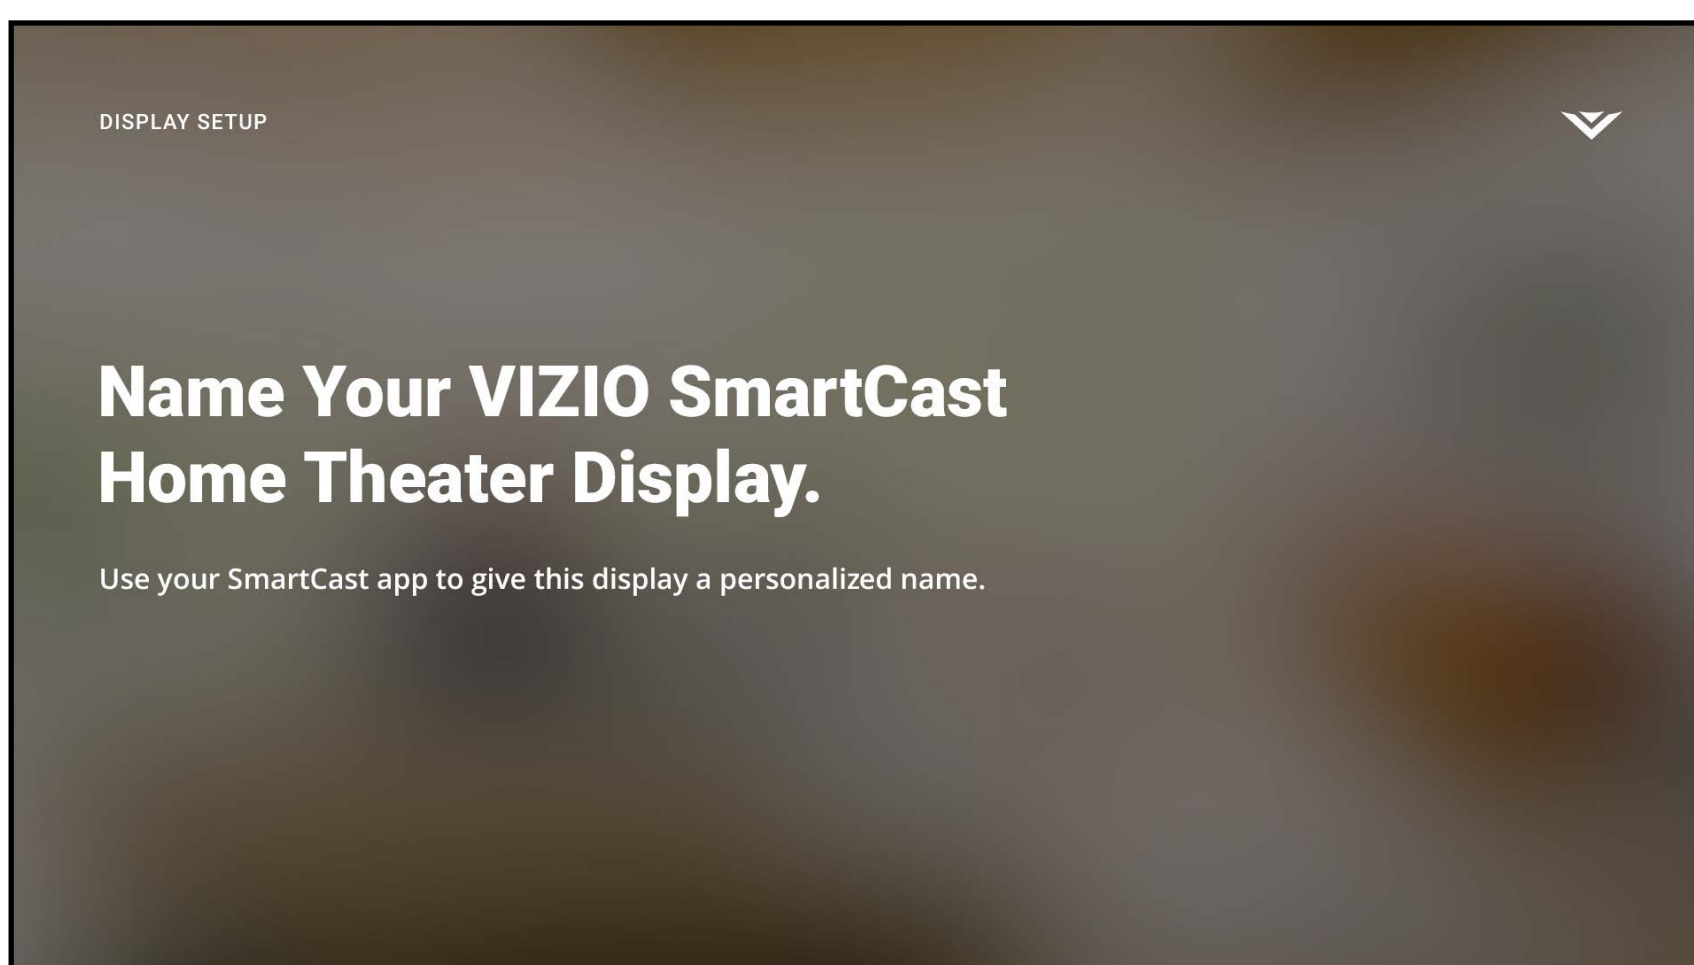 DISPLAY SETUP
Name Your VIZIO SmartCast
Home Theater Display.
Use your SmartCast app to give this display a personalized name.